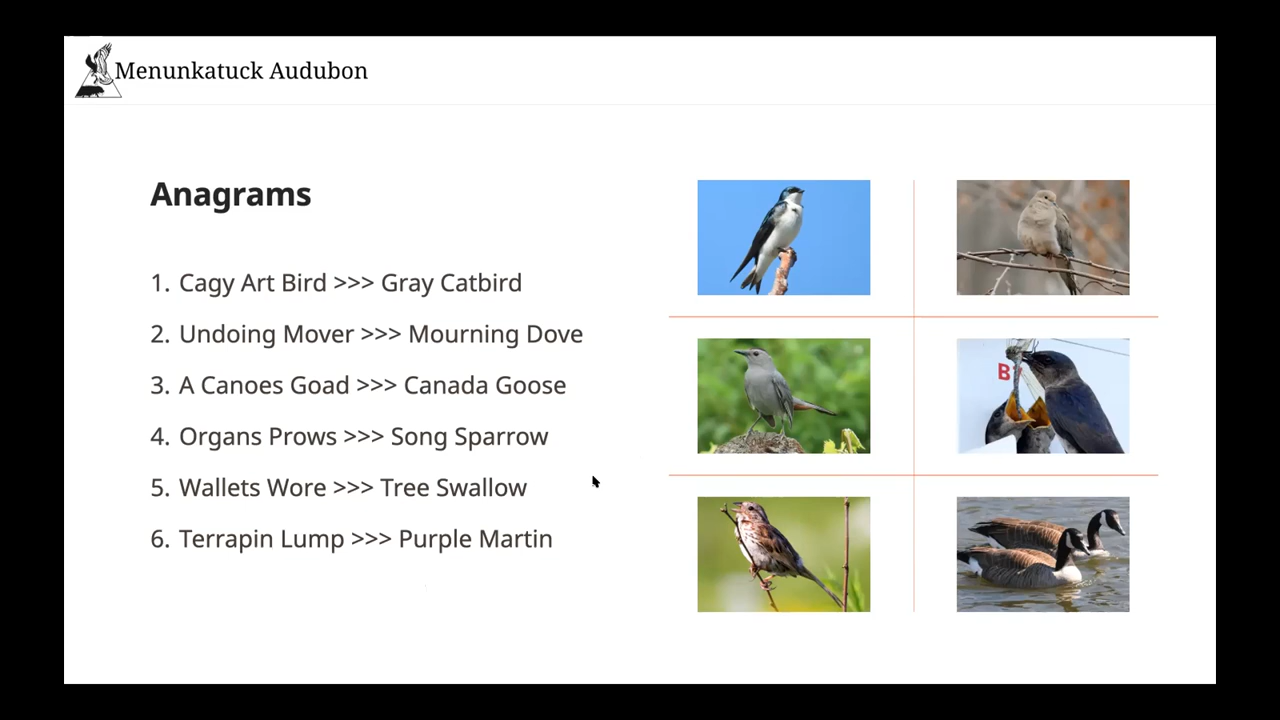 Menunkatuck Audubon
Anagrams
1. Cagy Art Bird >>> Gray Catbird
2. Undoing Mover >>> Mourning Dove
3. A Canoes Goad >>> Canada Goose
4. Organs Prows >>> Song Sparrow
5. Wallets Wore >>> Tree Swallow
6. Terrapin Lump >>> Purple Martin